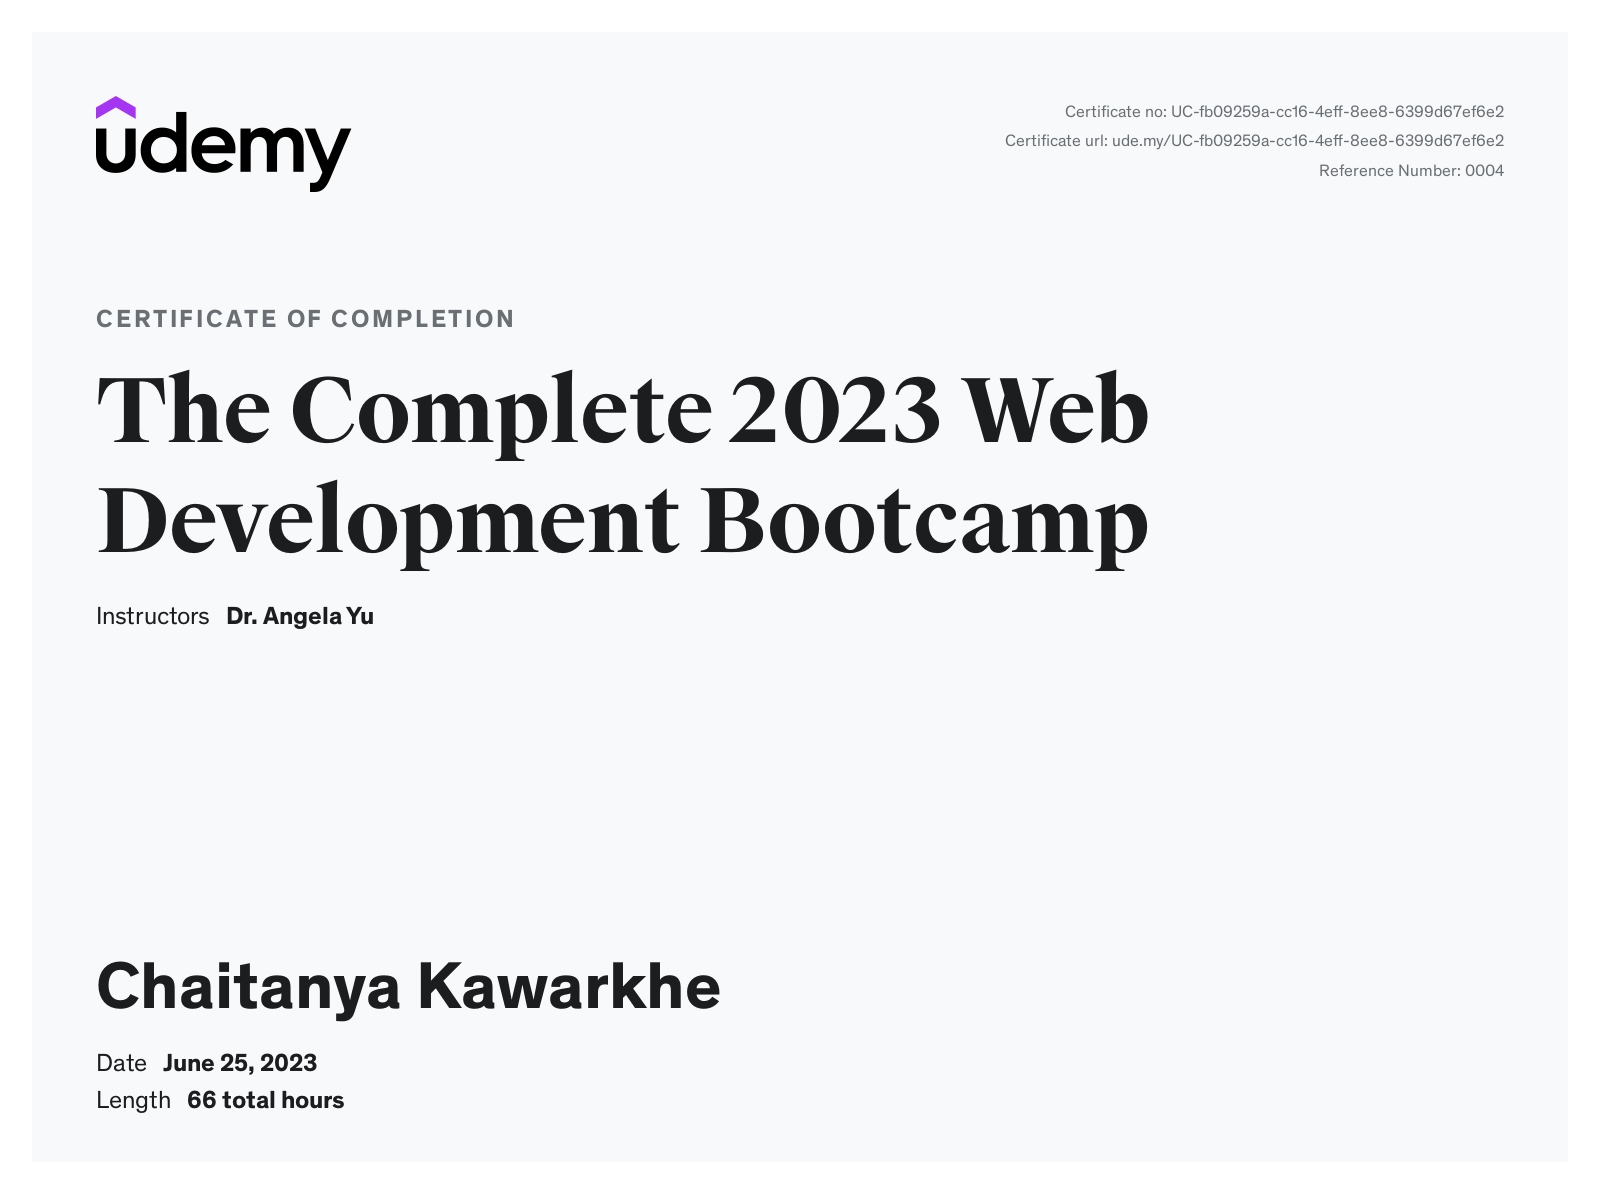 udemy
Certificate no: UC-fb09259a-cc16-4eff-8ee8-6399d67ef6e2
Certificate url: ude.my/UC-fb09259a-cc16-4eff-8ee8-6399d67ef6e2
Reference Number: 0004
CERTIFICATE OF COMPLETION
The Complete 2023 Web
Development Bootcamp
Instructors Dr. Angela Yu
Chaitanya Kawarkhe
Date June 25, 2023
Length 66 total hours